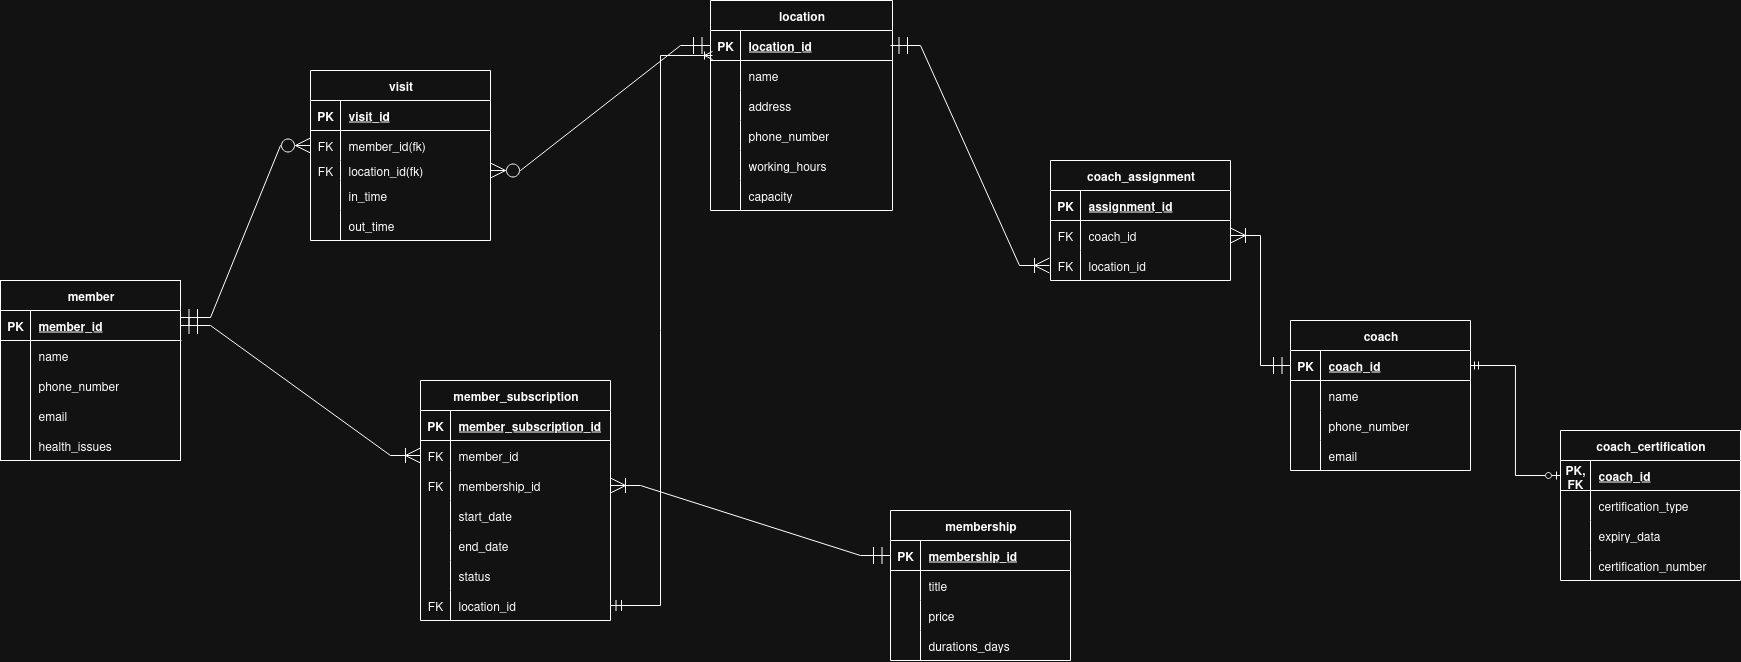 location
PK location_id
name
address
phone_number
working_hours
capacity
visit
PK visit_id
FK member_id(fk)
FK location_id(fk)
in_time
out_time
coach_assignment
PK assignment_id
FK coach_id
FK location_id
member
PK member_id
name
phone_number
email
health_issues
coach
PK coach_id
name
phone_number
email
member_subscription
PK member_subscription_id
FK member_id
FK membership_id
start_date
end_date
status
FK location_id
coach_certification
PK,
FK coach_id
certification_type
expiry_data
certification_number
membership
PK membership_id
title
price
durations_days